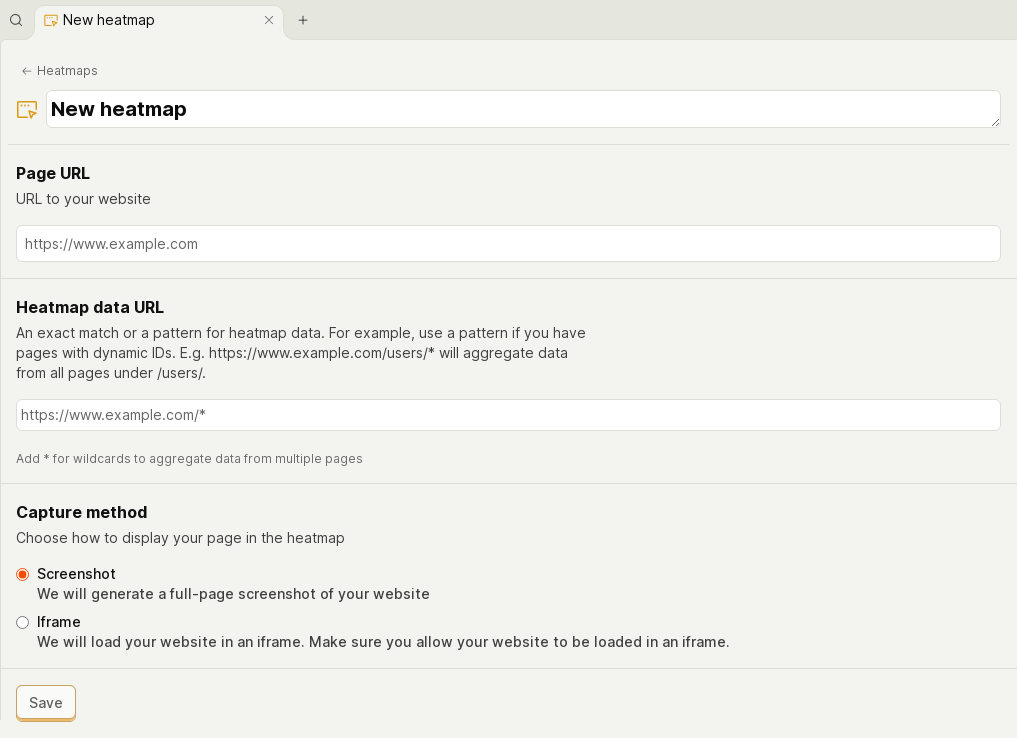 New heatmap
Heatmaps
New heatmap
Page URL
URL to your website
https://www.example.com
Heatmap data URL
An exact match or a pattern for heatmap data. For example, use a pattern if you have
pages with dynamic IDs. E.g. https://www.example.com/users/* will aggregate data
from all pages under /users/.
https://www.example.com/*
Add * for wildcards to aggregate data from multiple pages
Capture method
Choose how to display your page in the heatmap
Screenshot
We will generate a full-page screenshot of your website
Iframe
We will load your website in an iframe. Make sure you allow your website to be loaded in an iframe.
Save